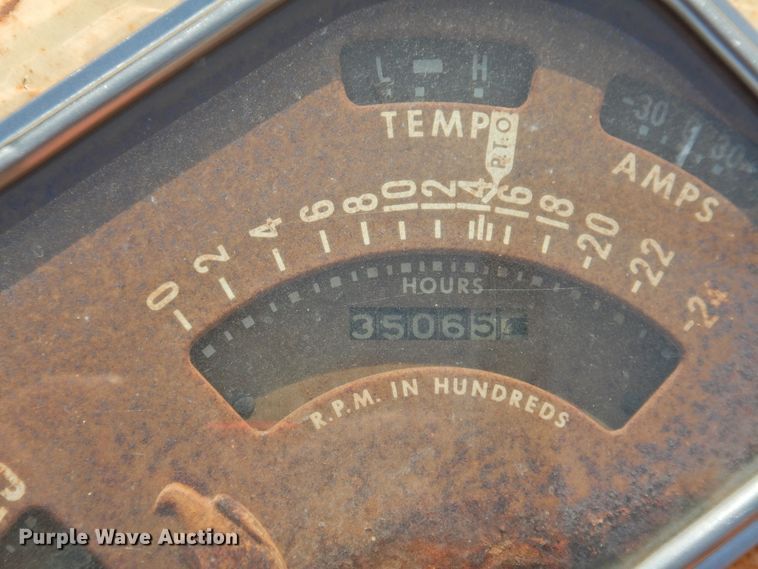 L H
TEMP
-30 30+
AMPS
P.T.O.
0 2 4 6 8 10 12 14 16 18 20 22 24
HOURS
35065
R.P.M. IN HUNDREDS
Purple Wave Auction